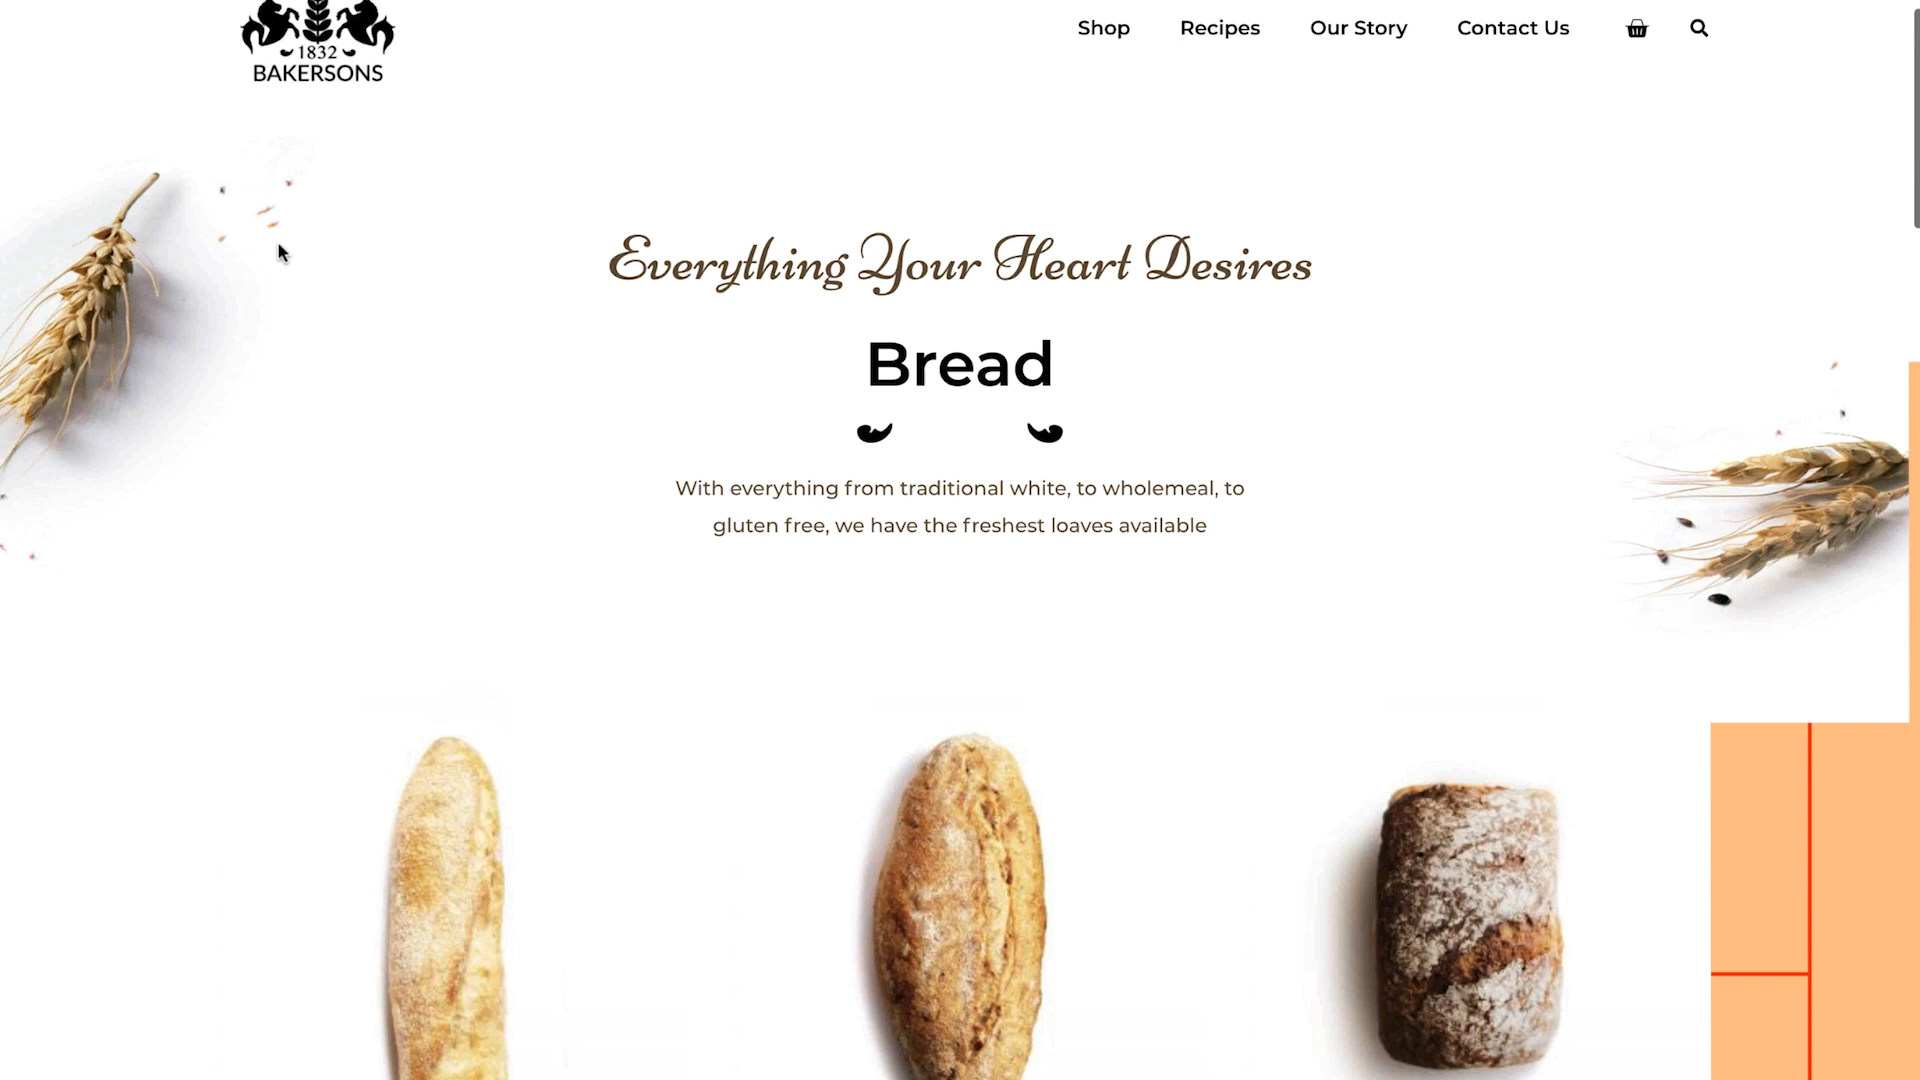 1832
BAKERSONS
Shop Recipes Our Story Contact Us
Everything Your Heart Desires
Bread
With everything from traditional white, to wholemeal, to
gluten free, we have the freshest loaves available